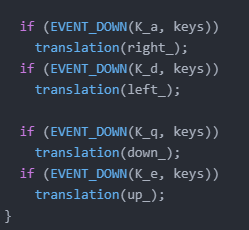 if (EVENT_DOWN(K_a, keys))
translation(right_);
if (EVENT_DOWN(K_d, keys))
translation(left_);
if (EVENT_DOWN(K_q, keys))
translation(down_);
if (EVENT_DOWN(K_e, keys))
translation(up_);
}